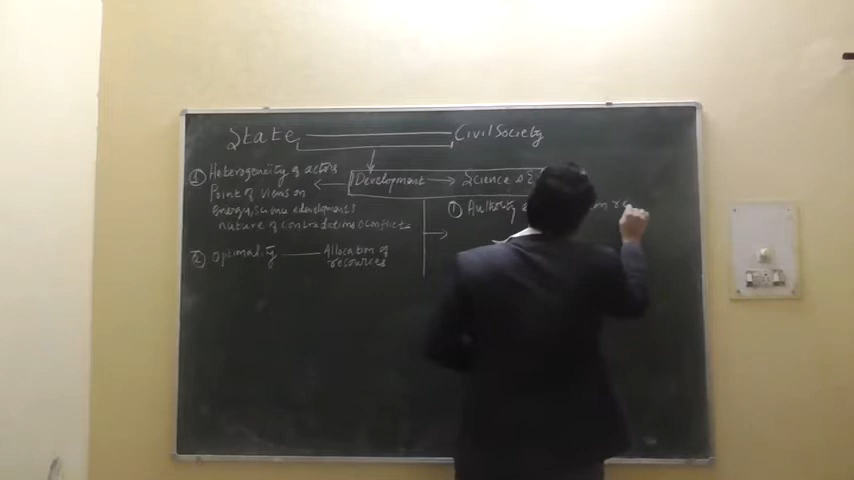 State Civil Society
① Heterogeneity of actors
Point of views on
energy, science & development &
nature of contradictions & conflicts
Development → Science &
② Optimality — Allocation of
resources
① Authority